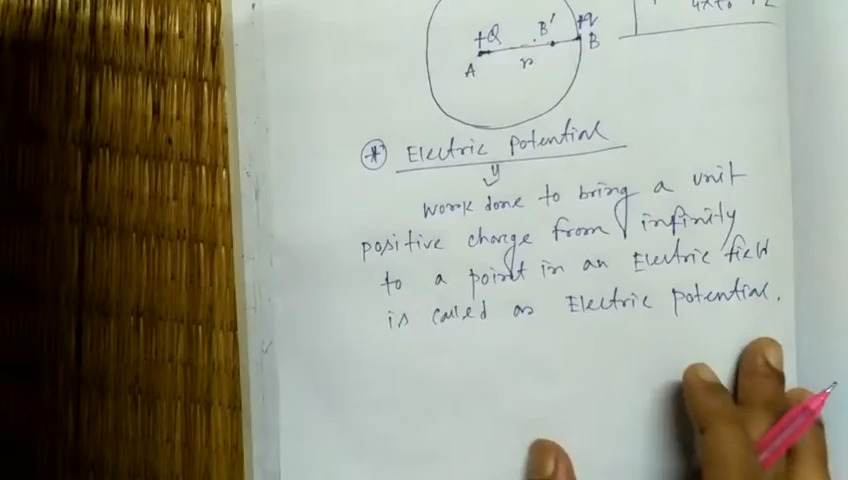 +Q B' +q
A r B
* Electric Potential
Work done to bring a unit
positive charge from infinity
to a point in an Electric field
is called as Electric potential.